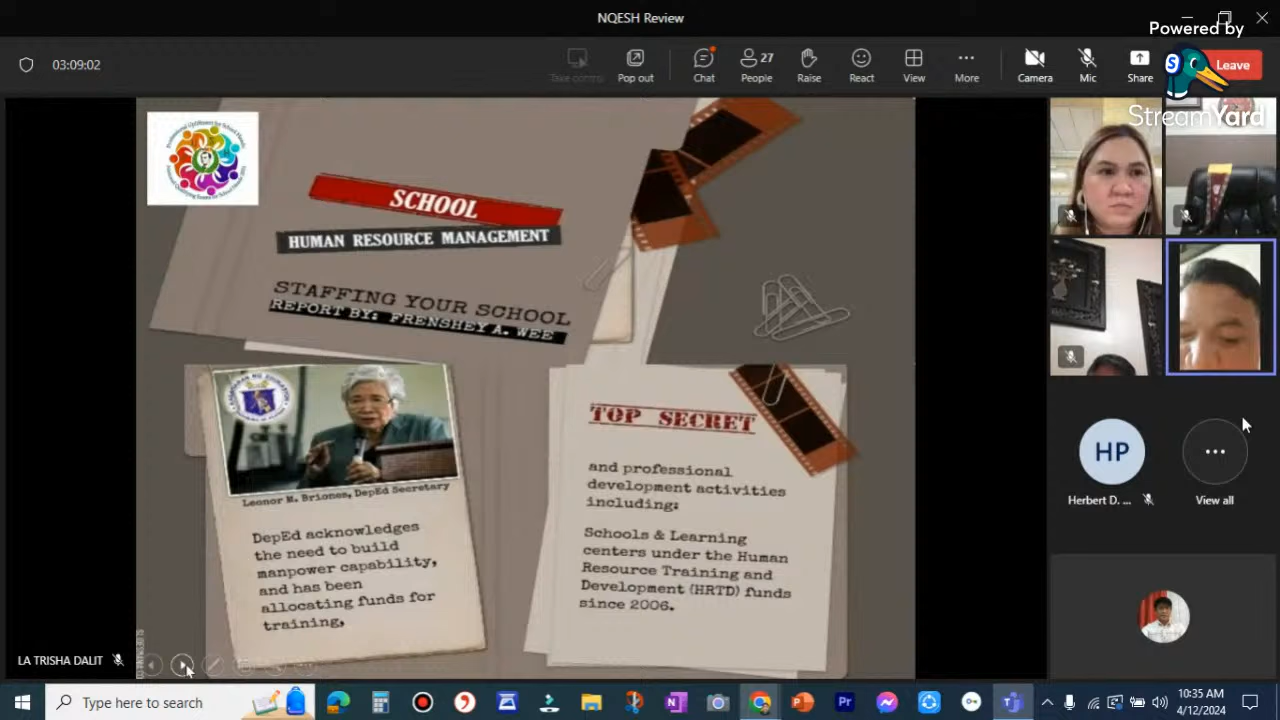 NQESH Review
Powered by
StreamYard
03:09:02
Take control
Pop out
Chat
27
People
Raise
React
View
More
Camera
Mic
Share
Leave
SCHOOL
HUMAN RESOURCE MANAGEMENT
STAFFING YOUR SCHOOL
REPORT BY: FRENSHEY A. WEE
Leonor M. Briones, DepEd Secretary
DepEd acknowledges
the need to build
manpower capability,
and has been
allocating funds for
training,
TOP SECRET
and professional
development activities
including:
Schools & Learning
centers under the Human
Resource Training and
Development (HRTD) funds
since 2006.
HP
Herbert D. ...
View all
LA TRISHA DALIT
Type here to search
10:35 AM
4/12/2024